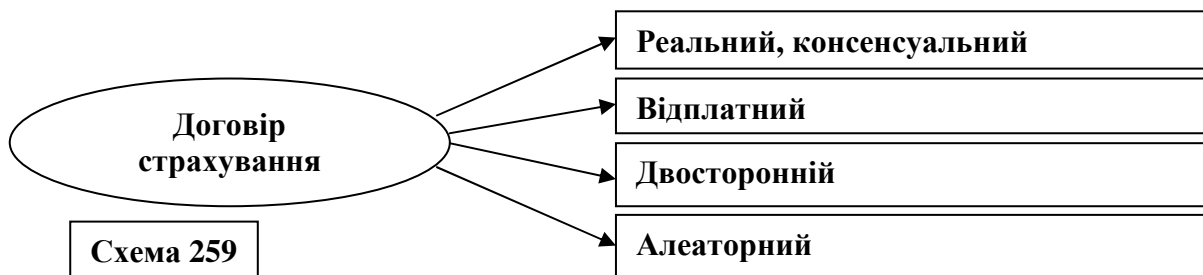 Договір
страхування
Реальний, консенсуальний
Відплатний
Двосторонній
Алеаторний
Схема 259